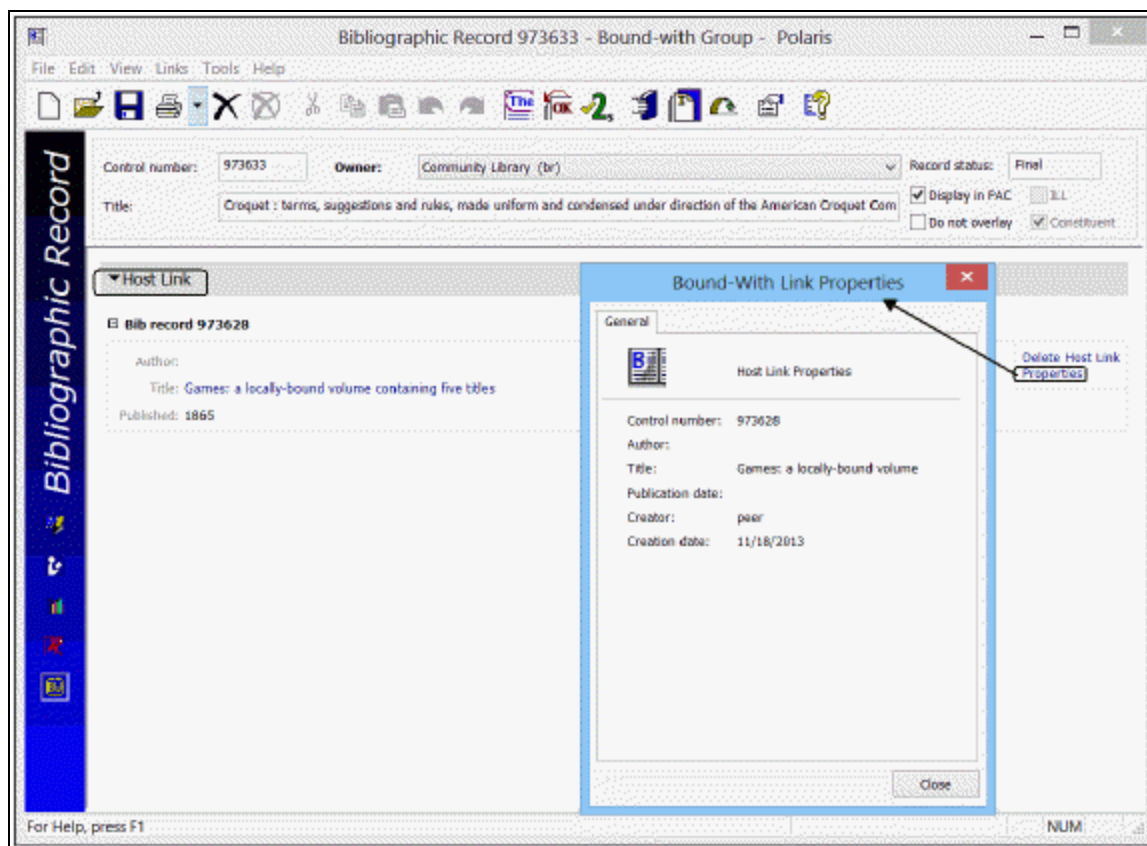 Bibliographic Record 973633 - Bound-with Group - Polaris
File Edit View Links Tools Help
Bibliographic Record
Control number: 973633 Owner: Community Library (br) Record status: Final
Title: Croquet : terms, suggestions and rules, made uniform and condensed under direction of the American Croquet Com
Display in PAC ILL
Do not overlay Constituent
Host Link
Bib record 973628
Author:
Title: Games: a locally-bound volume containing five titles
Published: 1865
Delete Host Link
Properties
Bound-With Link Properties
General
Host Link Properties
Control number: 973628
Author:
Title: Games: a locally-bound volume
Publication date:
Creator: peer
Creation date: 11/18/2013
Close
For Help, press F1 NUM